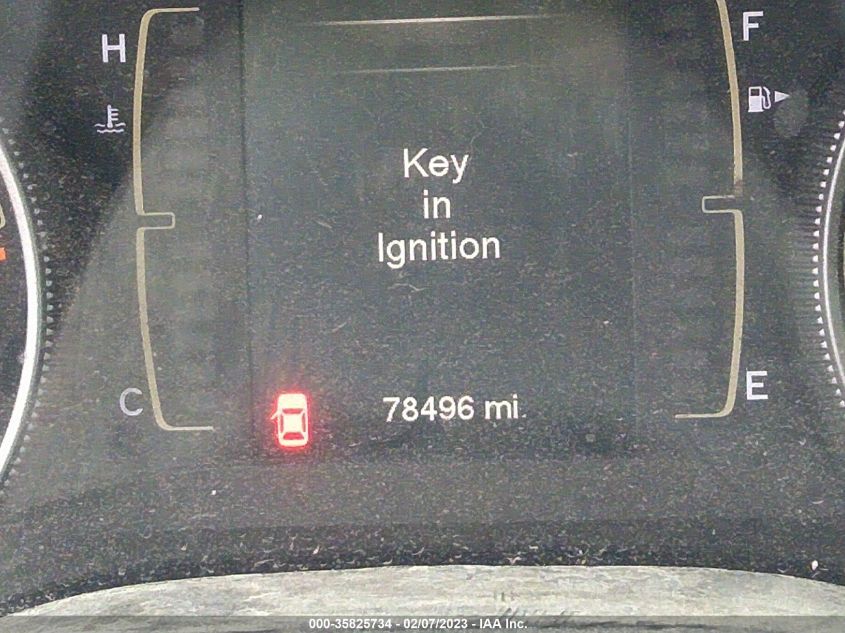 H
F
Key
in
Ignition
C
78496 mi
E
000-35825734 - 02/07/2023 - IAA Inc.